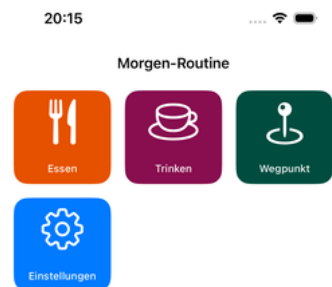 20:15
Morgen-Routine
Essen
Trinken
Wegpunkt
Einstellungen